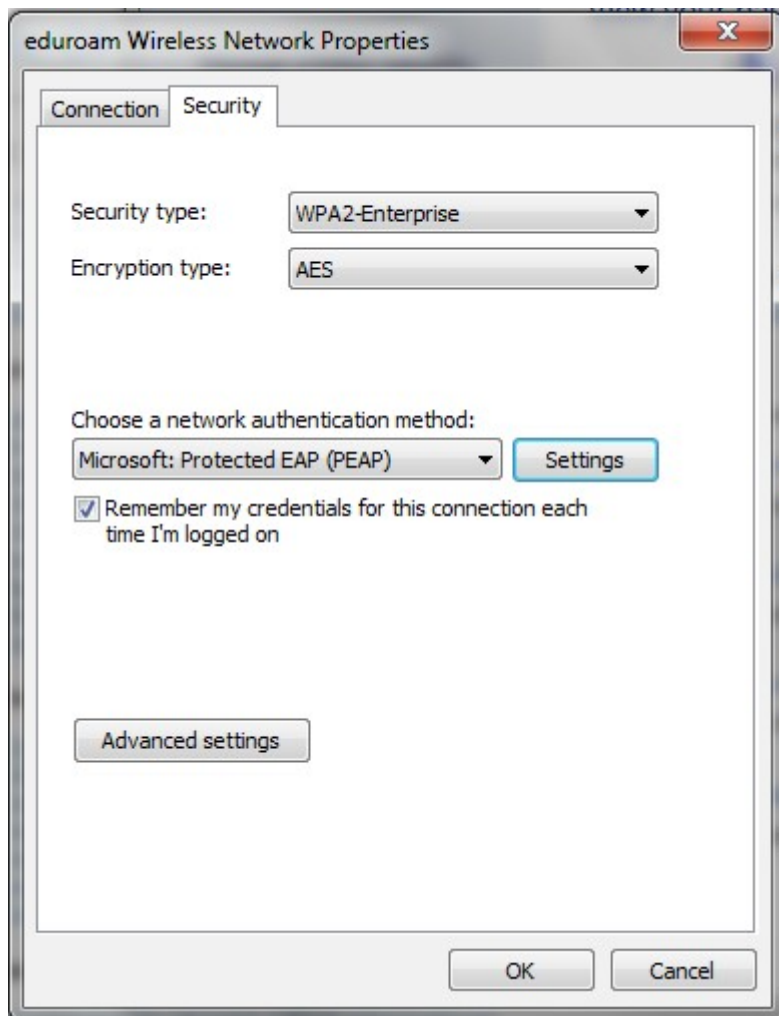 eduroam Wireless Network Properties
Connection Security
Security type: WPA2-Enterprise
Encryption type: AES
Choose a network authentication method:
Microsoft: Protected EAP (PEAP) Settings
Remember my credentials for this connection each
time I'm logged on
Advanced settings
OK Cancel